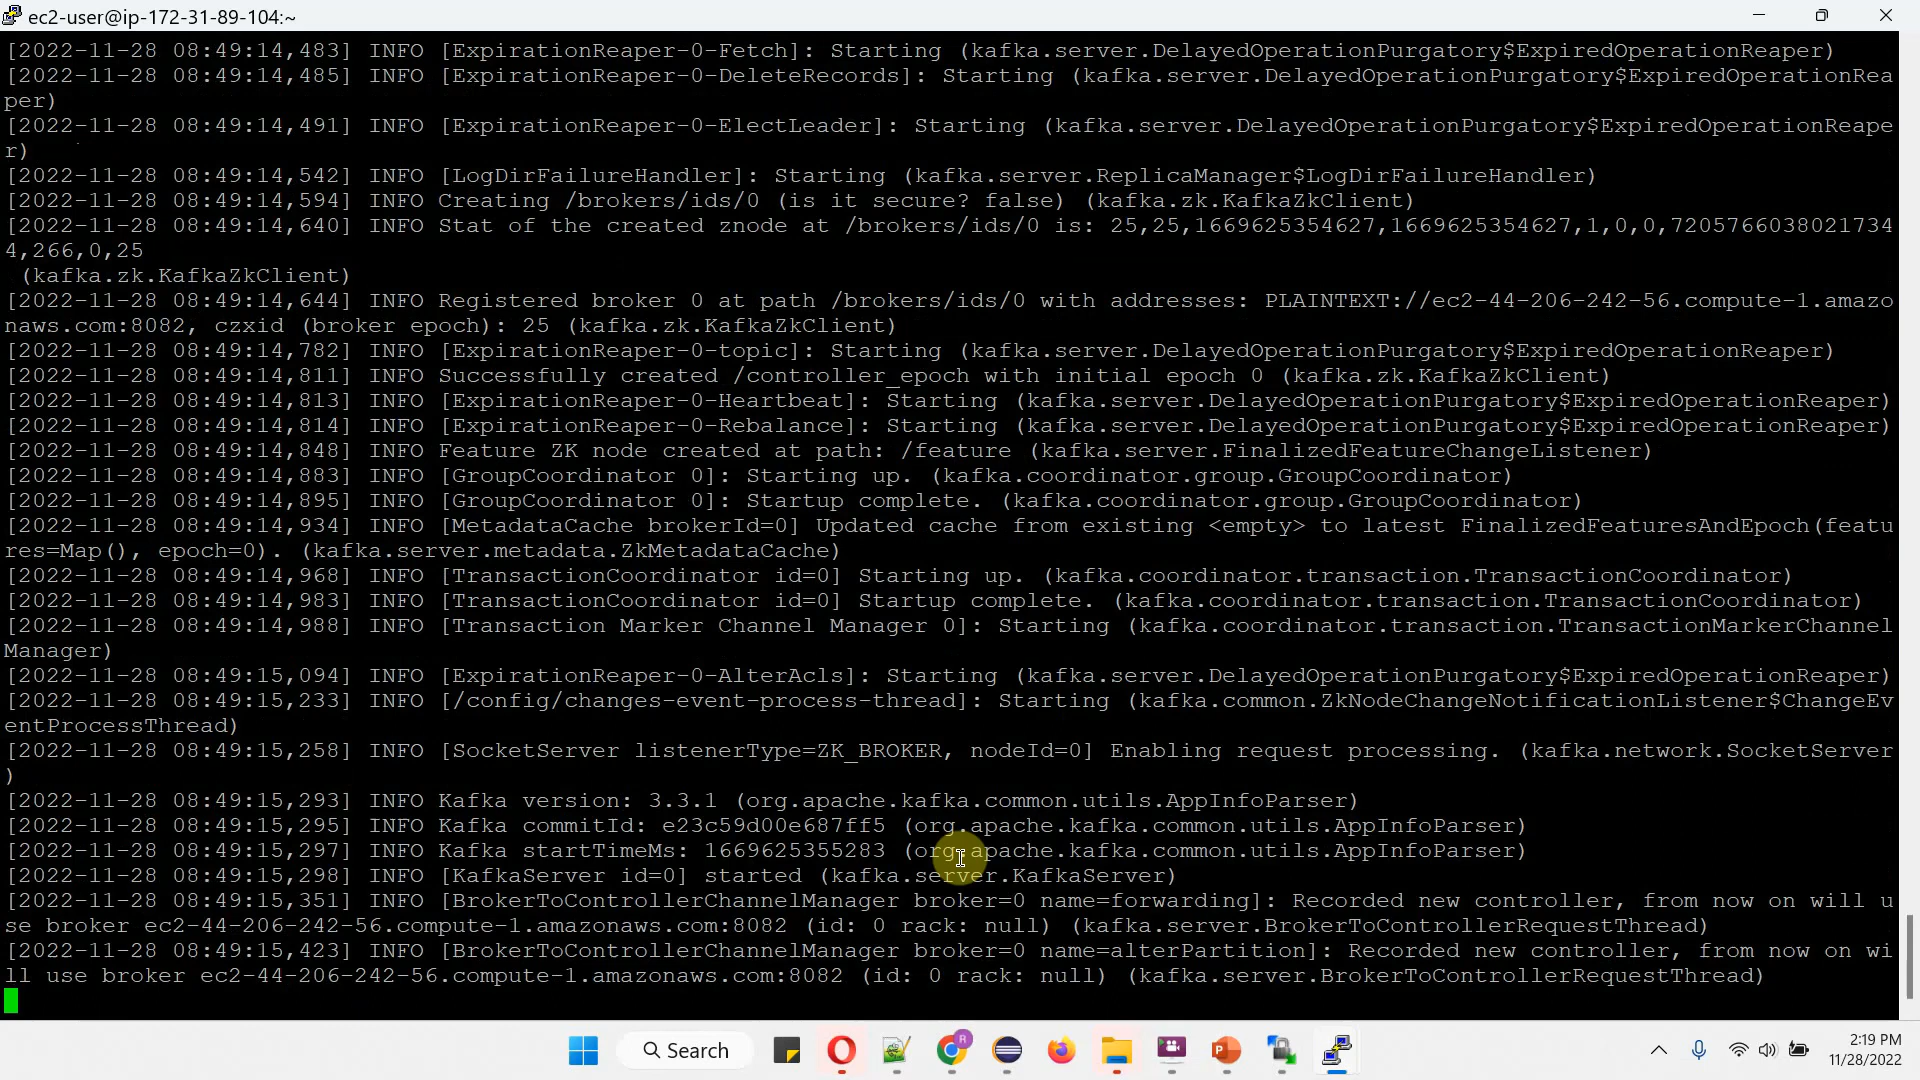 ec2-user@ip-172-31-89-104:~
[2022-11-28 08:49:14,483] INFO [ExpirationReaper-0-Fetch]: Starting (kafka.server.DelayedOperationPurgatory$ExpiredOperationReaper)
[2022-11-28 08:49:14,485] INFO [ExpirationReaper-0-DeleteRecords]: Starting (kafka.server.DelayedOperationPurgatory$ExpiredOperationRea
per)
[2022-11-28 08:49:14,491] INFO [ExpirationReaper-0-ElectLeader]: Starting (kafka.server.DelayedOperationPurgatory$ExpiredOperationReape
r)
[2022-11-28 08:49:14,542] INFO [LogDirFailureHandler]: Starting (kafka.server.ReplicaManager$LogDirFailureHandler)
[2022-11-28 08:49:14,594] INFO Creating /brokers/ids/0 (is it secure? false) (kafka.zk.KafkaZkClient)
[2022-11-28 08:49:14,640] INFO Stat of the created znode at /brokers/ids/0 is: 25,25,1669625354627,1669625354627,1,0,0,7205766038021734
4,266,0,25
 (kafka.zk.KafkaZkClient)
[2022-11-28 08:49:14,644] INFO Registered broker 0 at path /brokers/ids/0 with addresses: PLAINTEXT://ec2-44-206-242-56.compute-1.amazo
naws.com:8082, czxid (broker epoch): 25 (kafka.zk.KafkaZkClient)
[2022-11-28 08:49:14,782] INFO [ExpirationReaper-0-topic]: Starting (kafka.server.DelayedOperationPurgatory$ExpiredOperationReaper)
[2022-11-28 08:49:14,811] INFO Successfully created /controller_epoch with initial epoch 0 (kafka.zk.KafkaZkClient)
[2022-11-28 08:49:14,813] INFO [ExpirationReaper-0-Heartbeat]: Starting (kafka.server.DelayedOperationPurgatory$ExpiredOperationReaper)
[2022-11-28 08:49:14,814] INFO [ExpirationReaper-0-Rebalance]: Starting (kafka.server.DelayedOperationPurgatory$ExpiredOperationReaper)
[2022-11-28 08:49:14,848] INFO Feature ZK node created at path: /feature (kafka.server.FinalizedFeatureChangeListener)
[2022-11-28 08:49:14,883] INFO [GroupCoordinator 0]: Starting up. (kafka.coordinator.group.GroupCoordinator)
[2022-11-28 08:49:14,895] INFO [GroupCoordinator 0]: Startup complete. (kafka.coordinator.group.GroupCoordinator)
[2022-11-28 08:49:14,934] INFO [MetadataCache brokerId=0] Updated cache from existing <empty> to latest FinalizedFeaturesAndEpoch(featu
res=Map(), epoch=0). (kafka.server.metadata.ZkMetadataCache)
[2022-11-28 08:49:14,968] INFO [TransactionCoordinator id=0] Starting up. (kafka.coordinator.transaction.TransactionCoordinator)
[2022-11-28 08:49:14,983] INFO [TransactionCoordinator id=0] Startup complete. (kafka.coordinator.transaction.TransactionCoordinator)
[2022-11-28 08:49:14,988] INFO [Transaction Marker Channel Manager 0]: Starting (kafka.coordinator.transaction.TransactionMarkerChannel
Manager)
[2022-11-28 08:49:15,094] INFO [ExpirationReaper-0-AlterAcls]: Starting (kafka.server.DelayedOperationPurgatory$ExpiredOperationReaper)
[2022-11-28 08:49:15,233] INFO [/config/changes-event-process-thread]: Starting (kafka.common.ZkNodeChangeNotificationListener$ChangeEv
entProcessThread)
[2022-11-28 08:49:15,258] INFO [SocketServer listenerType=ZK_BROKER, nodeId=0] Enabling request processing. (kafka.network.SocketServer
)
[2022-11-28 08:49:15,293] INFO Kafka version: 3.3.1 (org.apache.kafka.common.utils.AppInfoParser)
[2022-11-28 08:49:15,295] INFO Kafka commitId: e23c59d00e687ff5 (org.apache.kafka.common.utils.AppInfoParser)
[2022-11-28 08:49:15,297] INFO Kafka startTimeMs: 1669625355283 (org.apache.kafka.common.utils.AppInfoParser)
[2022-11-28 08:49:15,298] INFO [KafkaServer id=0] started (kafka.server.KafkaServer)
[2022-11-28 08:49:15,351] INFO [BrokerToControllerChannelManager broker=0 name=forwarding]: Recorded new controller, from now on will u
se broker ec2-44-206-242-56.compute-1.amazonaws.com:8082 (id: 0 rack: null) (kafka.server.BrokerToControllerRequestThread)
[2022-11-28 08:49:15,423] INFO [BrokerToControllerChannelManager broker=0 name=alterPartition]: Recorded new controller, from now on wi
ll use broker ec2-44-206-242-56.compute-1.amazonaws.com:8082 (id: 0 rack: null) (kafka.server.BrokerToControllerRequestThread)
Search
R
2:19 PM
11/28/2022